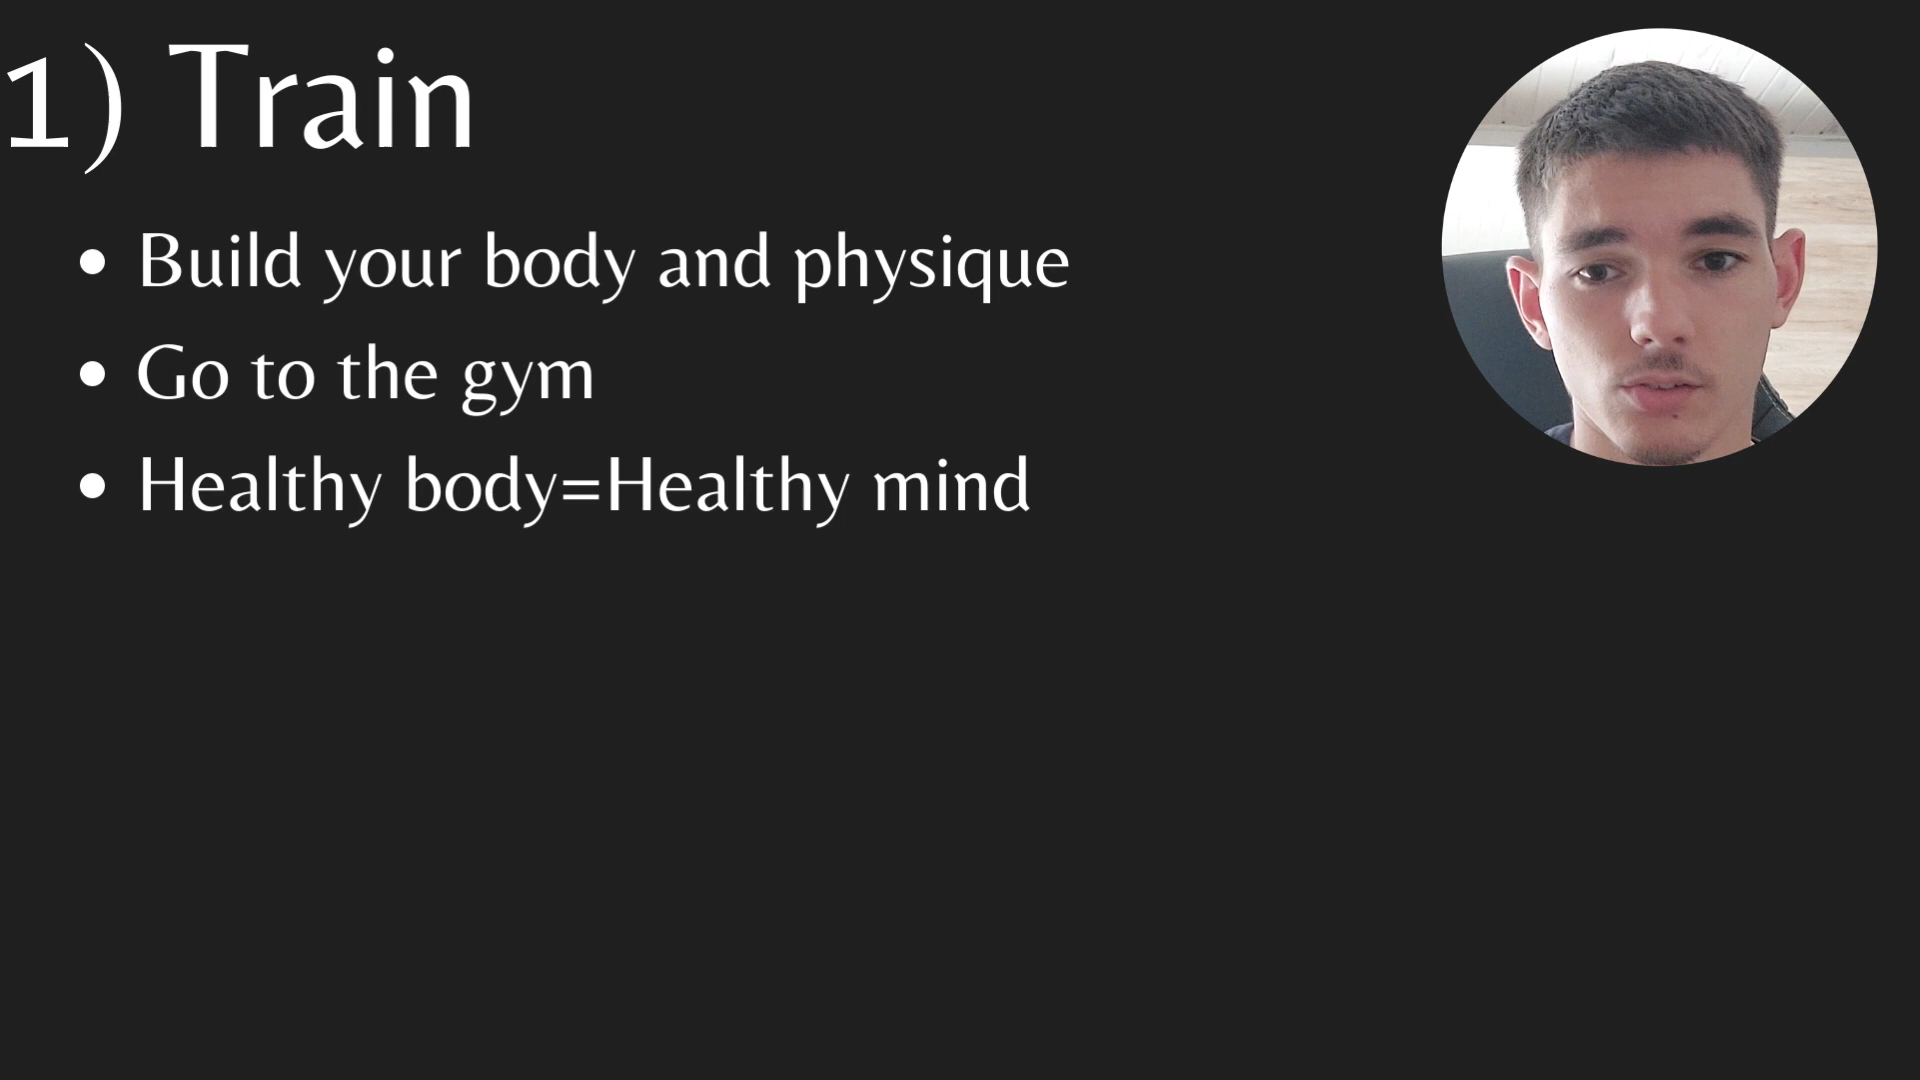 1) Train
• Build your body and physique
• Go to the gym
• Healthy body=Healthy mind